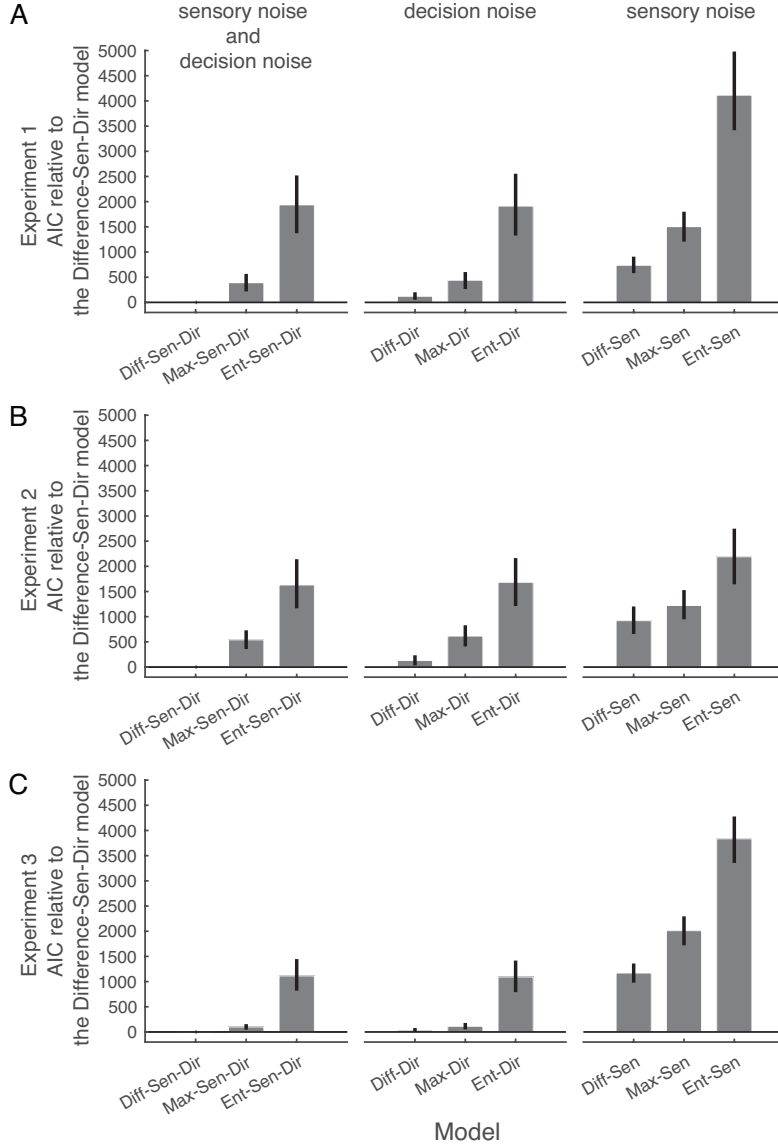 A
sensory noise
and
decision noise
decision noise
sensory noise
Experiment 1
AIC relative to
the Difference-Sen-Dir model
5000
4500
4000
3500
3000
2500
2000
1500
1000
500
0
Diff-Sen-Dir
Max-Sen-Dir
Ent-Sen-Dir
Diff-Dir
Max-Dir
Ent-Dir
Diff-Sen
Max-Sen
Ent-Sen
B
Experiment 2
AIC relative to
the Difference-Sen-Dir model
5000
4500
4000
3500
3000
2500
2000
1500
1000
500
0
Diff-Sen-Dir
Max-Sen-Dir
Ent-Sen-Dir
Diff-Dir
Max-Dir
Ent-Dir
Diff-Sen
Max-Sen
Ent-Sen
C
Experiment 3
AIC relative to
the Difference-Sen-Dir model
5000
4500
4000
3500
3000
2500
2000
1500
1000
500
0
Diff-Sen-Dir
Max-Sen-Dir
Ent-Sen-Dir
Diff-Dir
Max-Dir
Ent-Dir
Diff-Sen
Max-Sen
Ent-Sen
Model